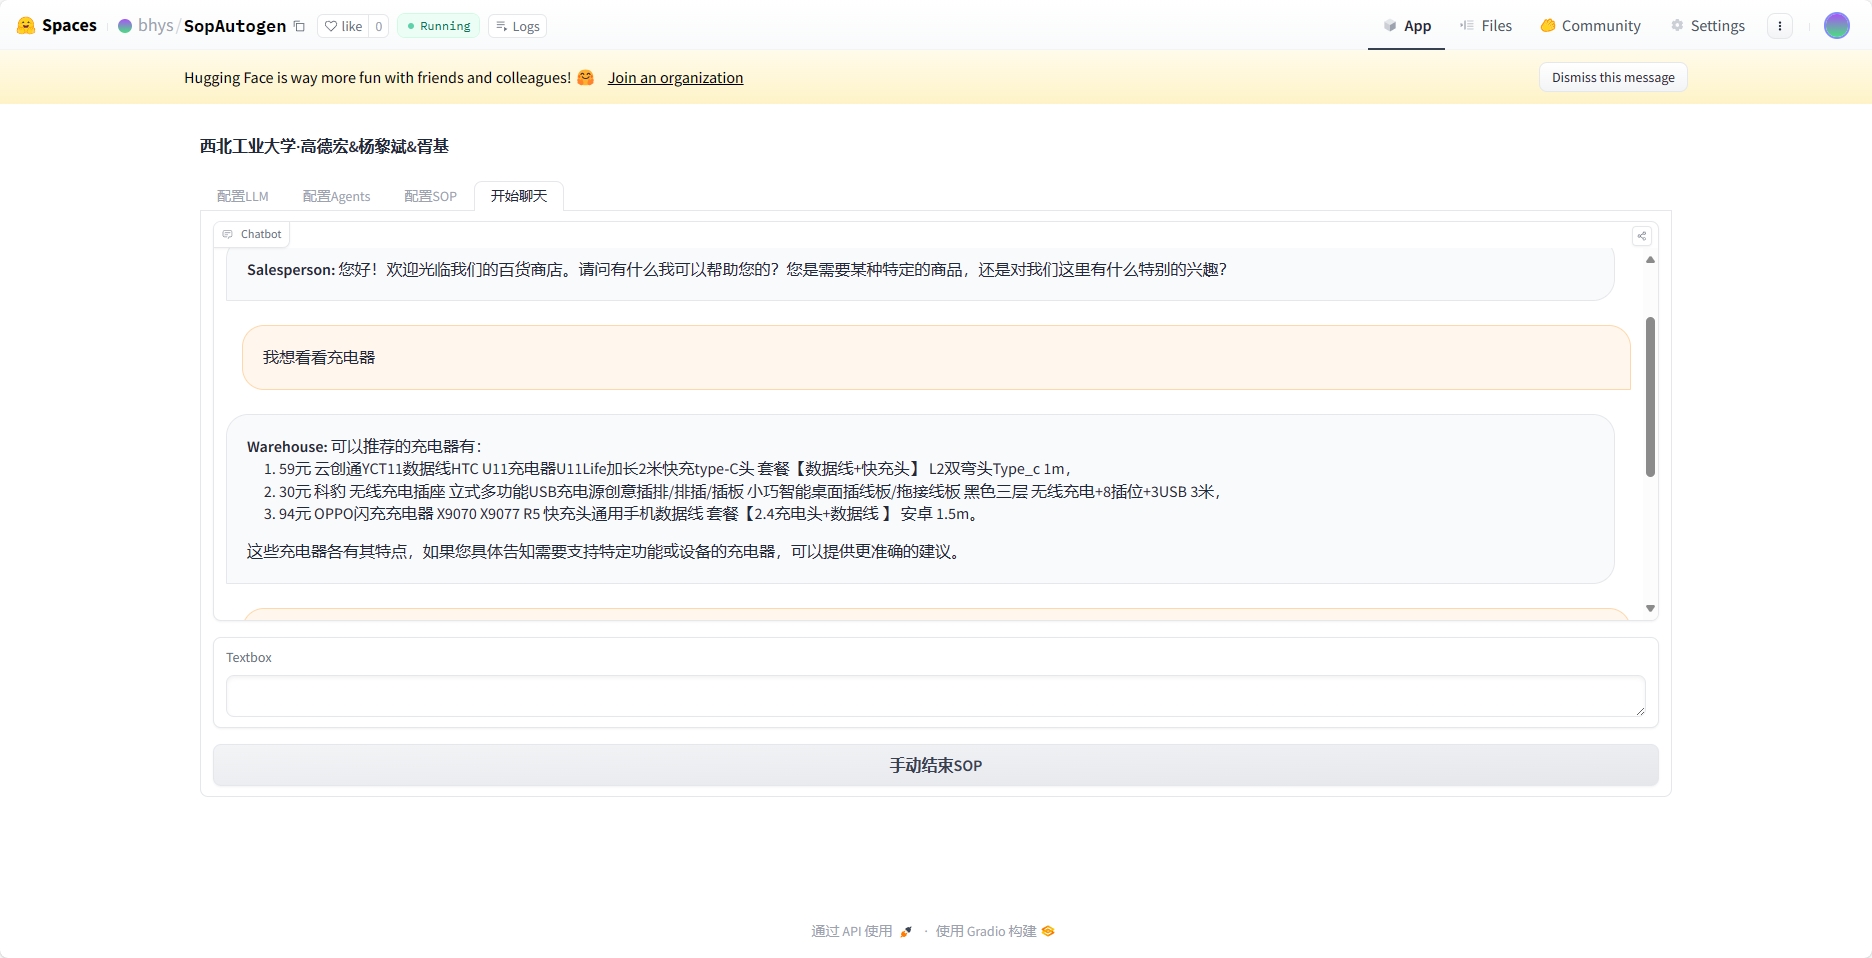 Spaces bhys/SopAutogen like 0 Running Logs App Files Community Settings
Hugging Face is way more fun with friends and colleagues! Join an organization Dismiss this message
西北工业大学·高德宏&杨黎斌&胥基
配置LLM 配置Agents 配置SOP 开始聊天
Chatbot
Salesperson: 您好！欢迎光临我们的百货商店。请问有什么我可以帮助您的？您是需要某种特定的商品，还是对我们这里有什么特别的兴趣？
我想看看充电器
Warehouse: 可以推荐的充电器有：
1. 59元 云创通YCT11数据线HTC U11充电器U11Life加长2米快充type-C头 套餐【数据线+快充头】 L2双弯头Type_c 1m，
2. 30元 科豹 无线充电插座 立式多功能USB充电源创意插排/排插/插板 小巧智能桌面插线板/拖接线板 黑色三层 无线充电+8插位+3USB 3米，
3. 94元 OPPO闪充充电器 X9070 X9077 R5 快充头通用手机数据线 套餐【2.4充电头+数据线 】 安卓 1.5m。
这些充电器各有其特点，如果您具体告知需要支持特定功能或设备的充电器，可以提供更准确的建议。
Textbox
手动结束SOP
通过 API 使用 · 使用 Gradio 构建